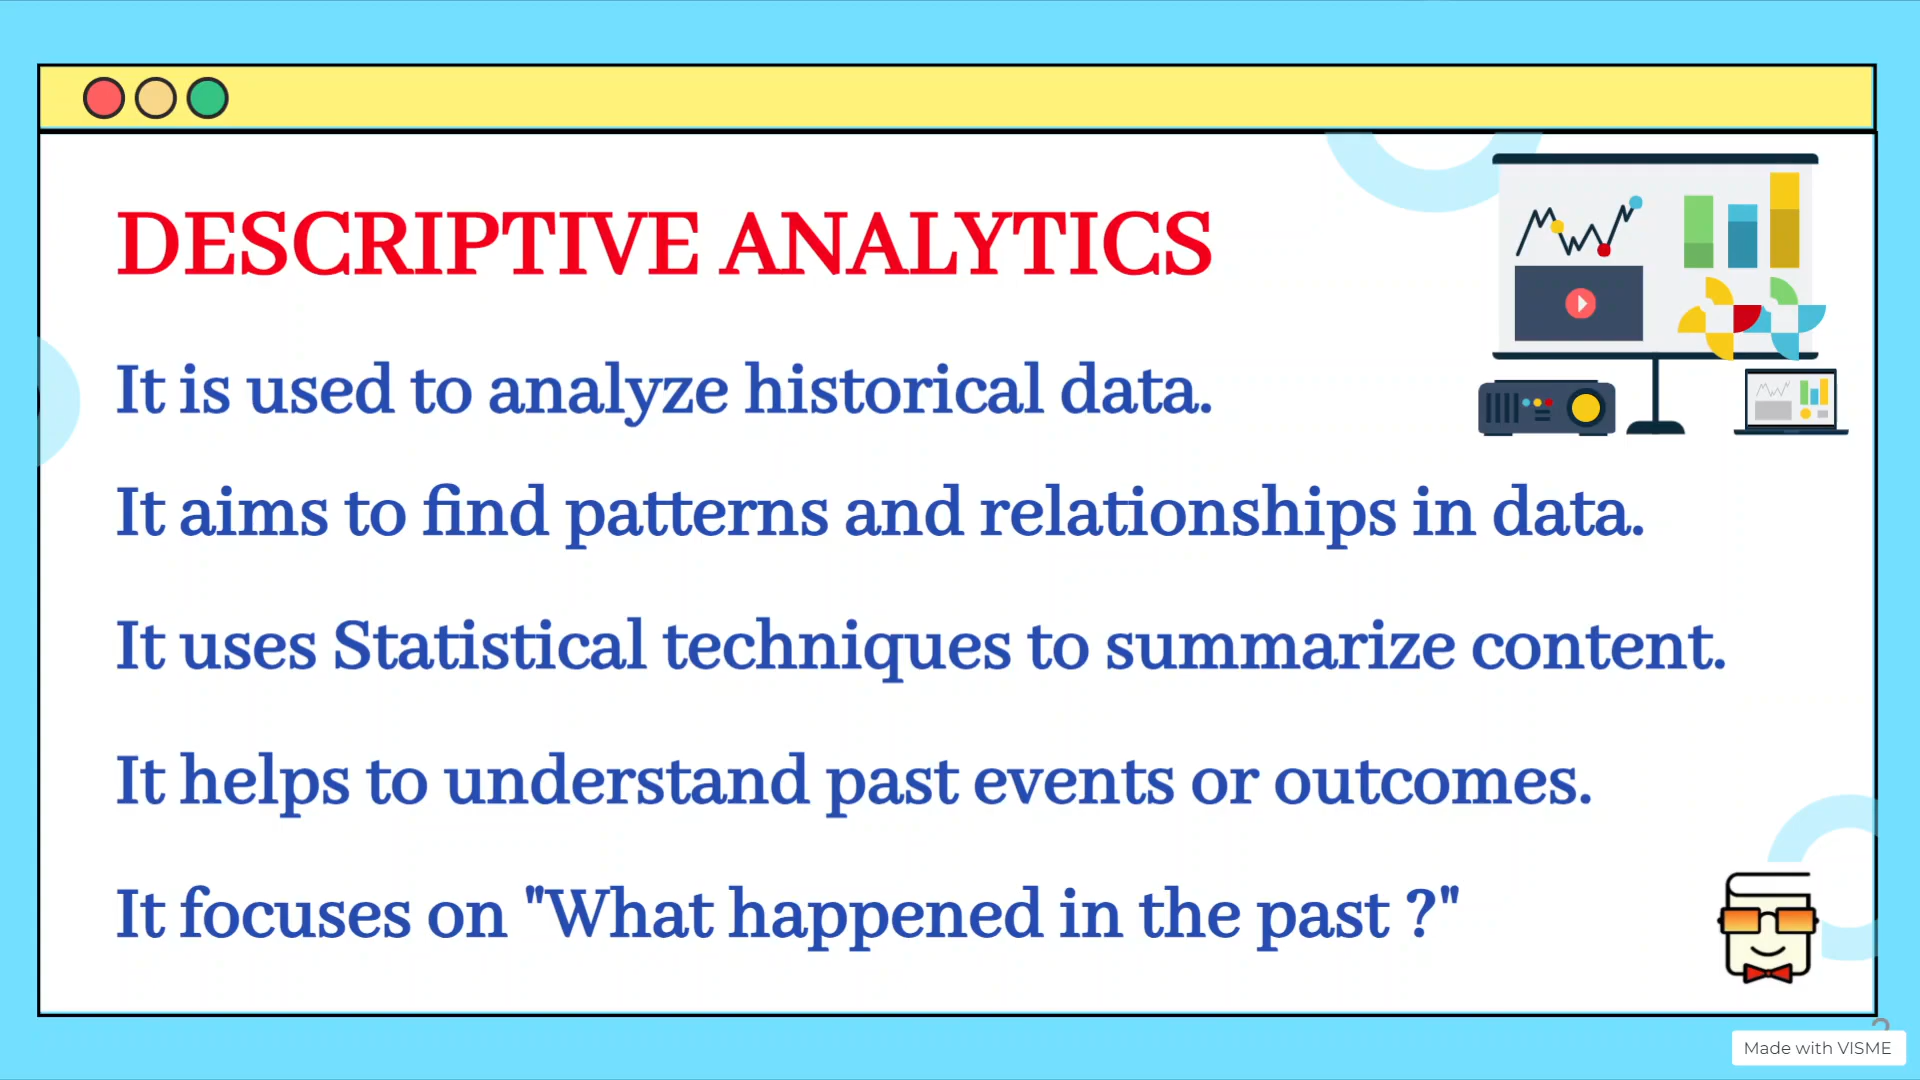 DESCRIPTIVE ANALYTICS
It is used to analyze historical data.
It aims to find patterns and relationships in data.
It uses Statistical techniques to summarize content.
It helps to understand past events or outcomes.
It focuses on "What happened in the past ?"
Made with VISME